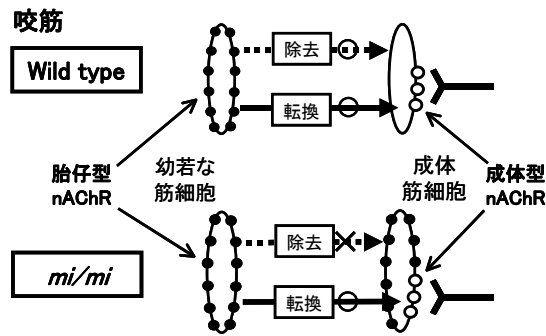 咬筋
Wild type
除去
転換
胎仔型
nAChR
幼若な
筋細胞
成体
筋細胞
成体型
nAChR
mi/mi
除去
転換